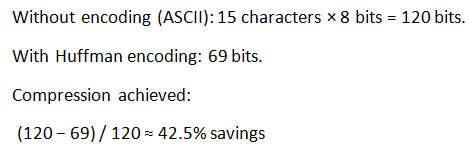 Without encoding (ASCII): 15 characters × 8 bits = 120 bits.
With Huffman encoding: 69 bits.
Compression achieved:
(120 – 69) / 120 ≈ 42.5% savings